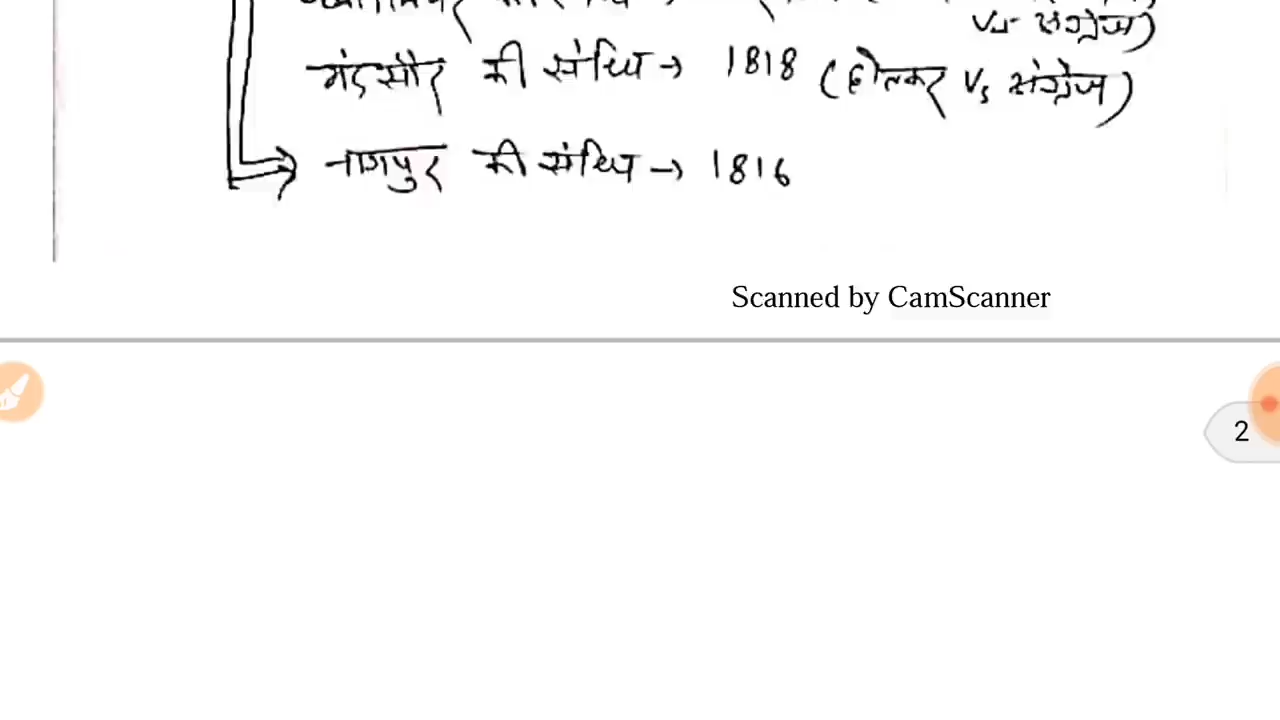 Vs अंग्रेज)
मंदसौर की संधि → 1818 (होल्कर Vs अंग्रेज)
नागपुर की संधि → 1816
Scanned by CamScanner
2